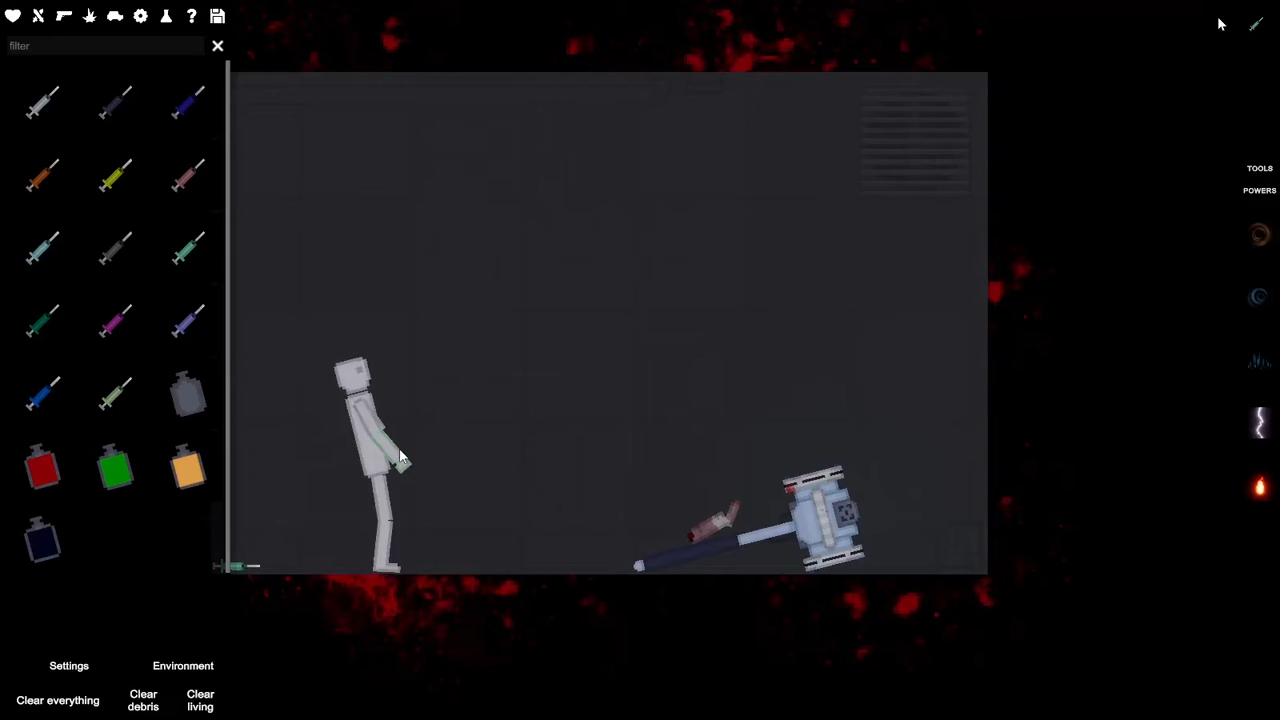 filter
TOOLS
POWERS
Settings
Environment
Clear everything
Clear
debris
Clear
living